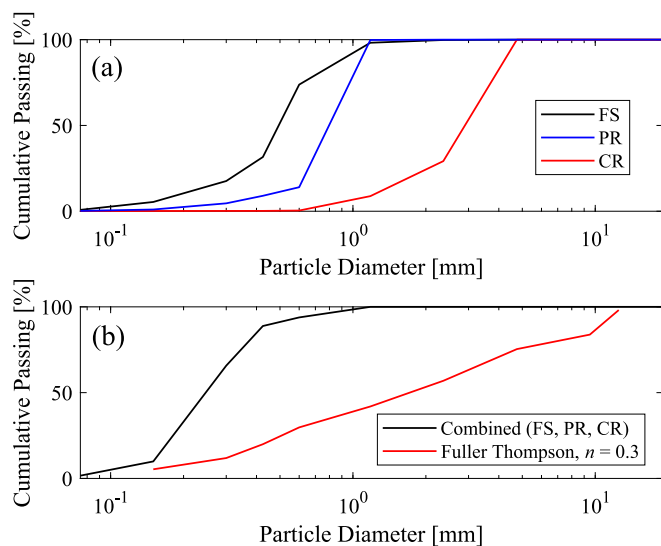 Cumulative Passing [%]
100
50
0
(a)
FS
PR
CR
10^-1
10^0
10^1
Particle Diameter [mm]
Cumulative Passing [%]
100
50
0
(b)
Combined (FS, PR, CR)
Fuller Thompson, n = 0.3
10^-1
10^0
10^1
Particle Diameter [mm]